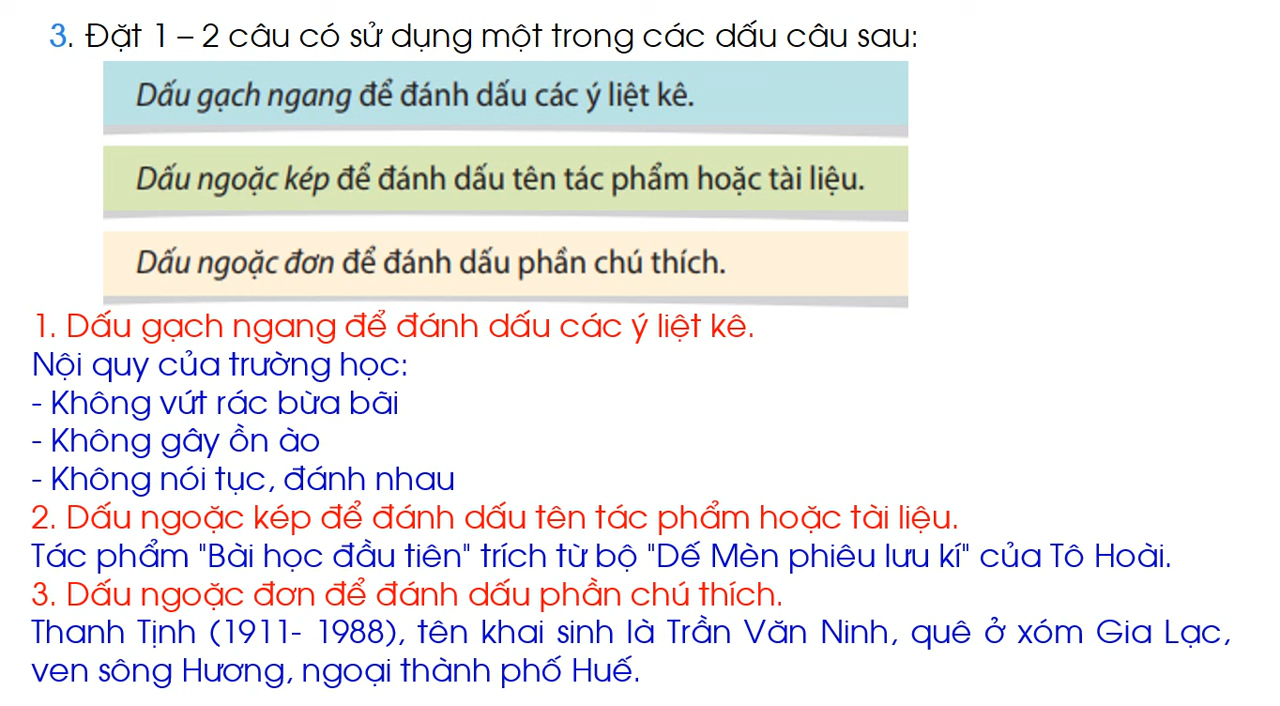 3. Đặt 1 – 2 câu có sử dụng một trong các dấu câu sau:
Dấu gạch ngang để đánh dấu các ý liệt kê.
Dấu ngoặc kép để đánh dấu tên tác phẩm hoặc tài liệu.
Dấu ngoặc đơn để đánh dấu phần chú thích.
1. Dấu gạch ngang để đánh dấu các ý liệt kê.
Nội quy của trường học:
- Không vứt rác bừa bãi
- Không gây ồn ào
- Không nói tục, đánh nhau
2. Dấu ngoặc kép để đánh dấu tên tác phẩm hoặc tài liệu.
Tác phẩm "Bài học đầu tiên" trích từ bộ "Dế Mèn phiêu lưu kí" của Tô Hoài.
3. Dấu ngoặc đơn để đánh dấu phần chú thích.
Thanh Tịnh (1911- 1988), tên khai sinh là Trần Văn Ninh, quê ở xóm Gia Lạc,
ven sông Hương, ngoại thành phố Huế.